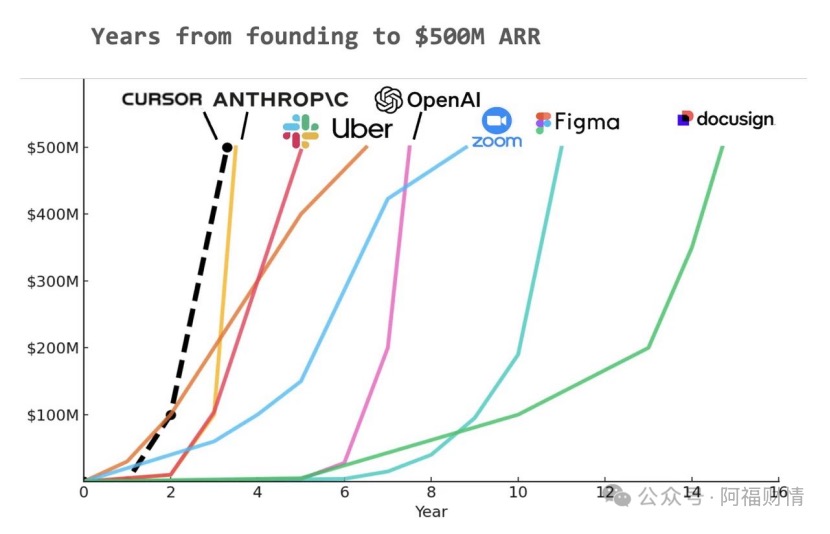 Years from founding to $500M ARR
CURSOR ANTHROP\C OpenAI
Uber zoom Figma docusign
$500M
$400M
$300M
$200M
$100M
0 2 4 6 8 10 12 14 16
Year
公众号 · 阿福财情